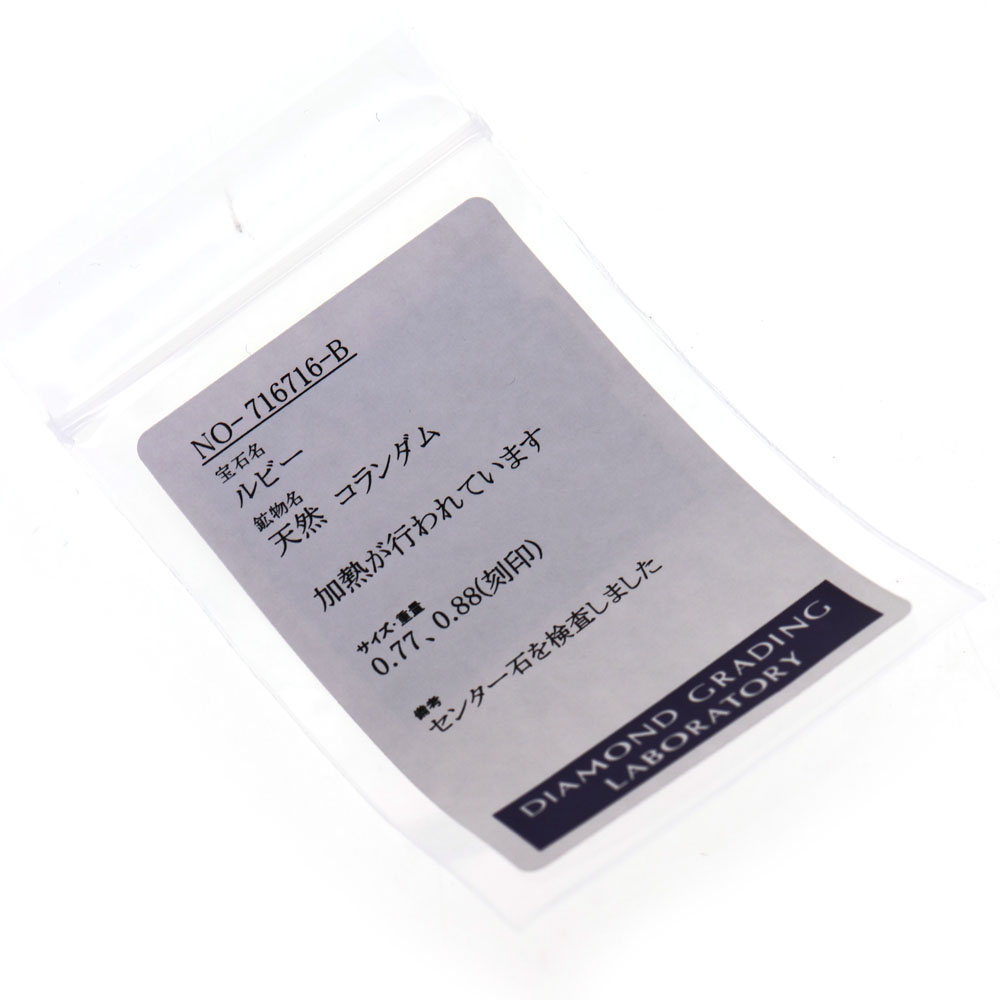 NO-716716-B
宝石名
ルビー
鉱物名
天然 コランダム
加熱が行われています
サイズ・重量
0.77、0.88(刻印)
備考
センター石を検査しました
DIAMOND GRADING
LABORATORY